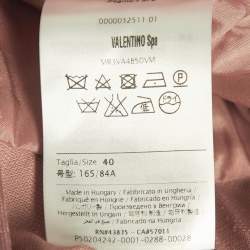 0000012511 01
VALENTINO SpA
Taglia/Size 40
号型: 165/84A
Made in Hungary / Fabbricato in Ungheria
Fabriqué en Hongrie / Fabricado en Hungría
Hergestellt in Ungarn
RN#43835 - CA#57011
P50204242-0001-0288-00028